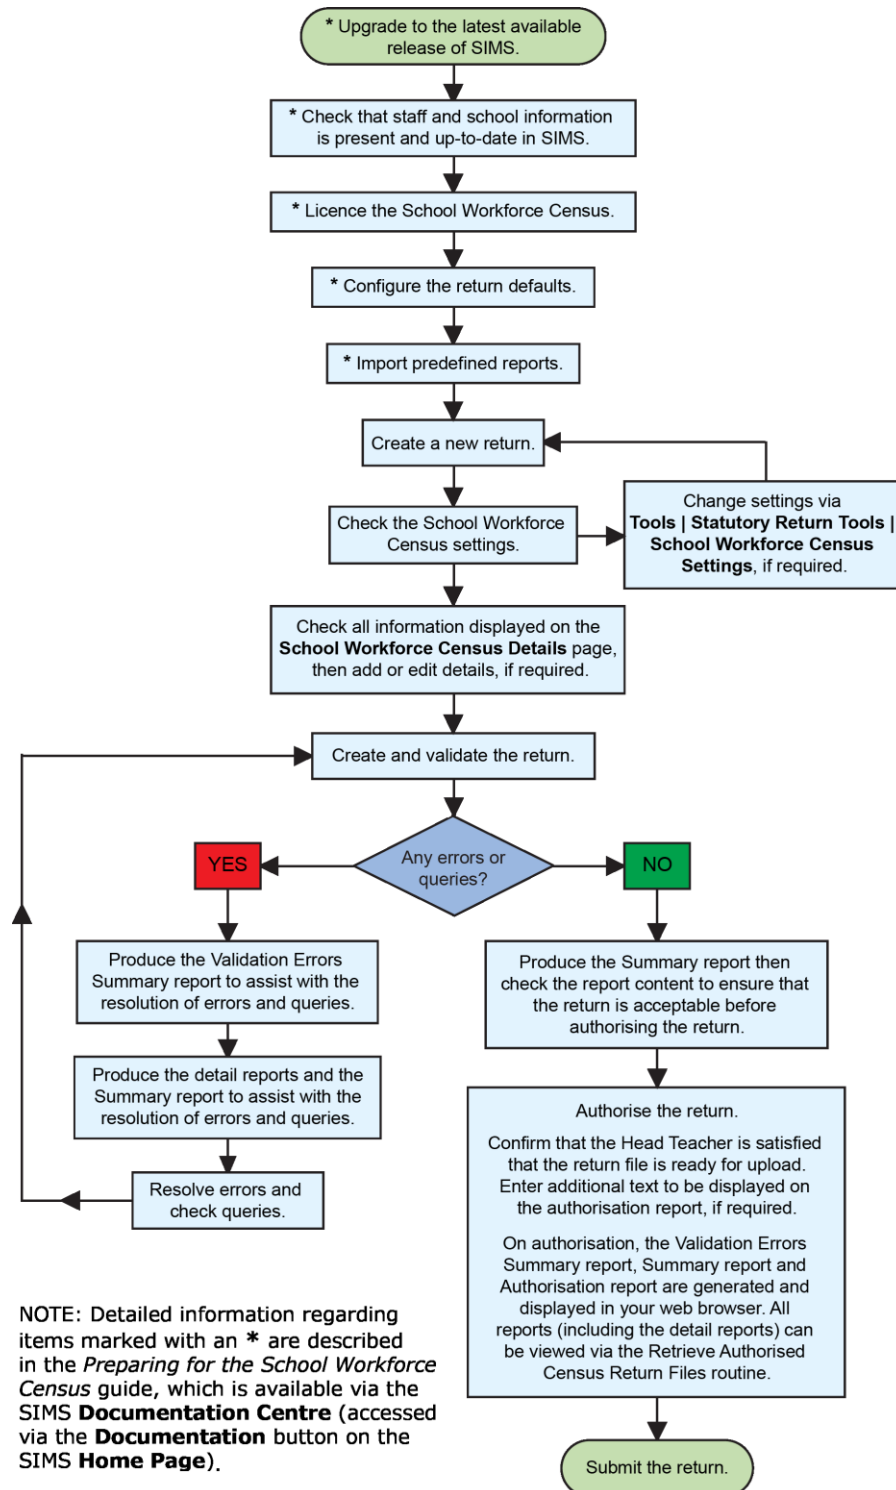 * Upgrade to the latest available
release of SIMS.
* Check that staff and school information
is present and up-to-date in SIMS.
* Licence the School Workforce Census.
* Configure the return defaults.
* Import predefined reports.
Create a new return.
Check the School Workforce
Census settings.
Change settings via
Tools | Statutory Return Tools |
School Workforce Census
Settings, if required.
Check all information displayed on the
School Workforce Census Details page,
then add or edit details, if required.
Create and validate the return.
Any errors or
queries?
YES
NO
Produce the Validation Errors
Summary report to assist with the
resolution of errors and queries.
Produce the detail reports and the
Summary report to assist with the
resolution of errors and queries.
Resolve errors and
check queries.
Produce the Summary report then
check the report content to ensure that
the return is acceptable before
authorising the return.
Authorise the return.
Confirm that the Head Teacher is satisfied
that the return file is ready for upload.
Enter additional text to be displayed on
the authorisation report, if required.
On authorisation, the Validation Errors
Summary report, Summary report and
Authorisation report are generated and
displayed in your web browser. All
reports (including the detail reports) can
be viewed via the Retrieve Authorised
Census Return Files routine.
Submit the return.
NOTE: Detailed information regarding
items marked with an * are described
in the Preparing for the School Workforce
Census guide, which is available via the
SIMS Documentation Centre (accessed
via the Documentation button on the
SIMS Home Page).